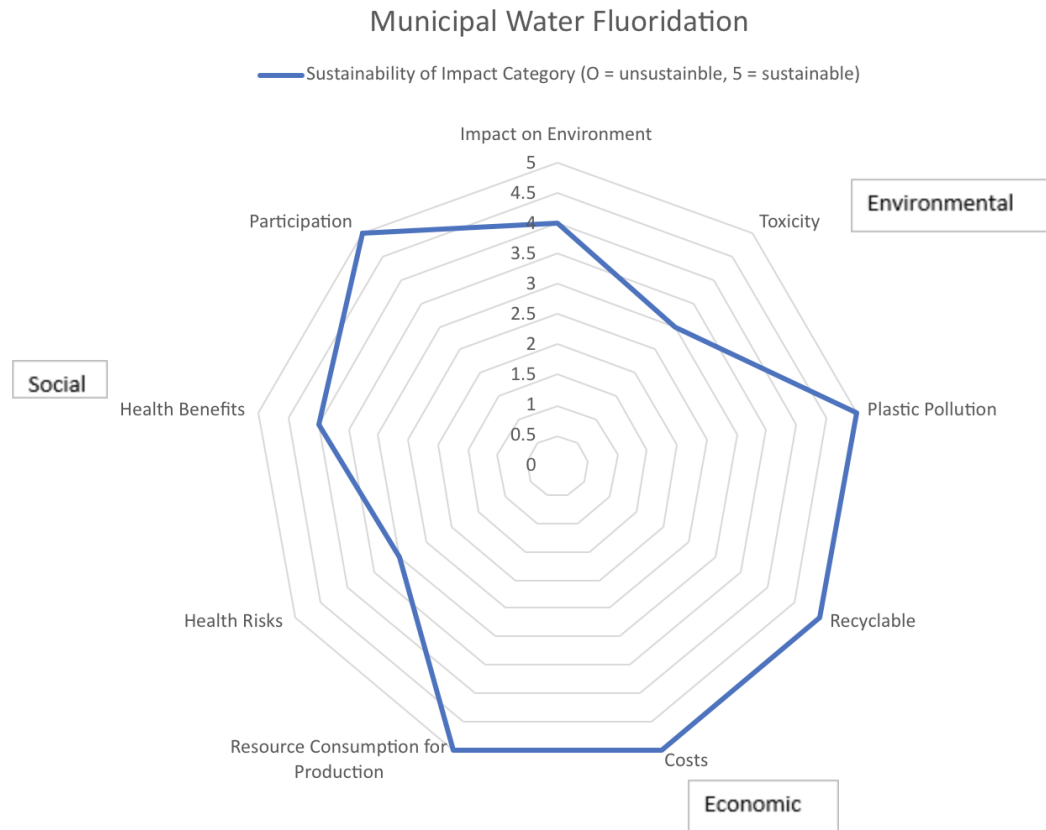 Municipal Water Fluoridation
Sustainability of Impact Category (O = unsustainble, 5 = sustainable)
Impact on Environment
5
4.5
4
3.5
3
2.5
2
1.5
1
0.5
0
Toxicity
Environmental
Plastic Pollution
Recyclable
Costs
Economic
Resource Consumption for
Production
Health Risks
Health Benefits
Social
Participation